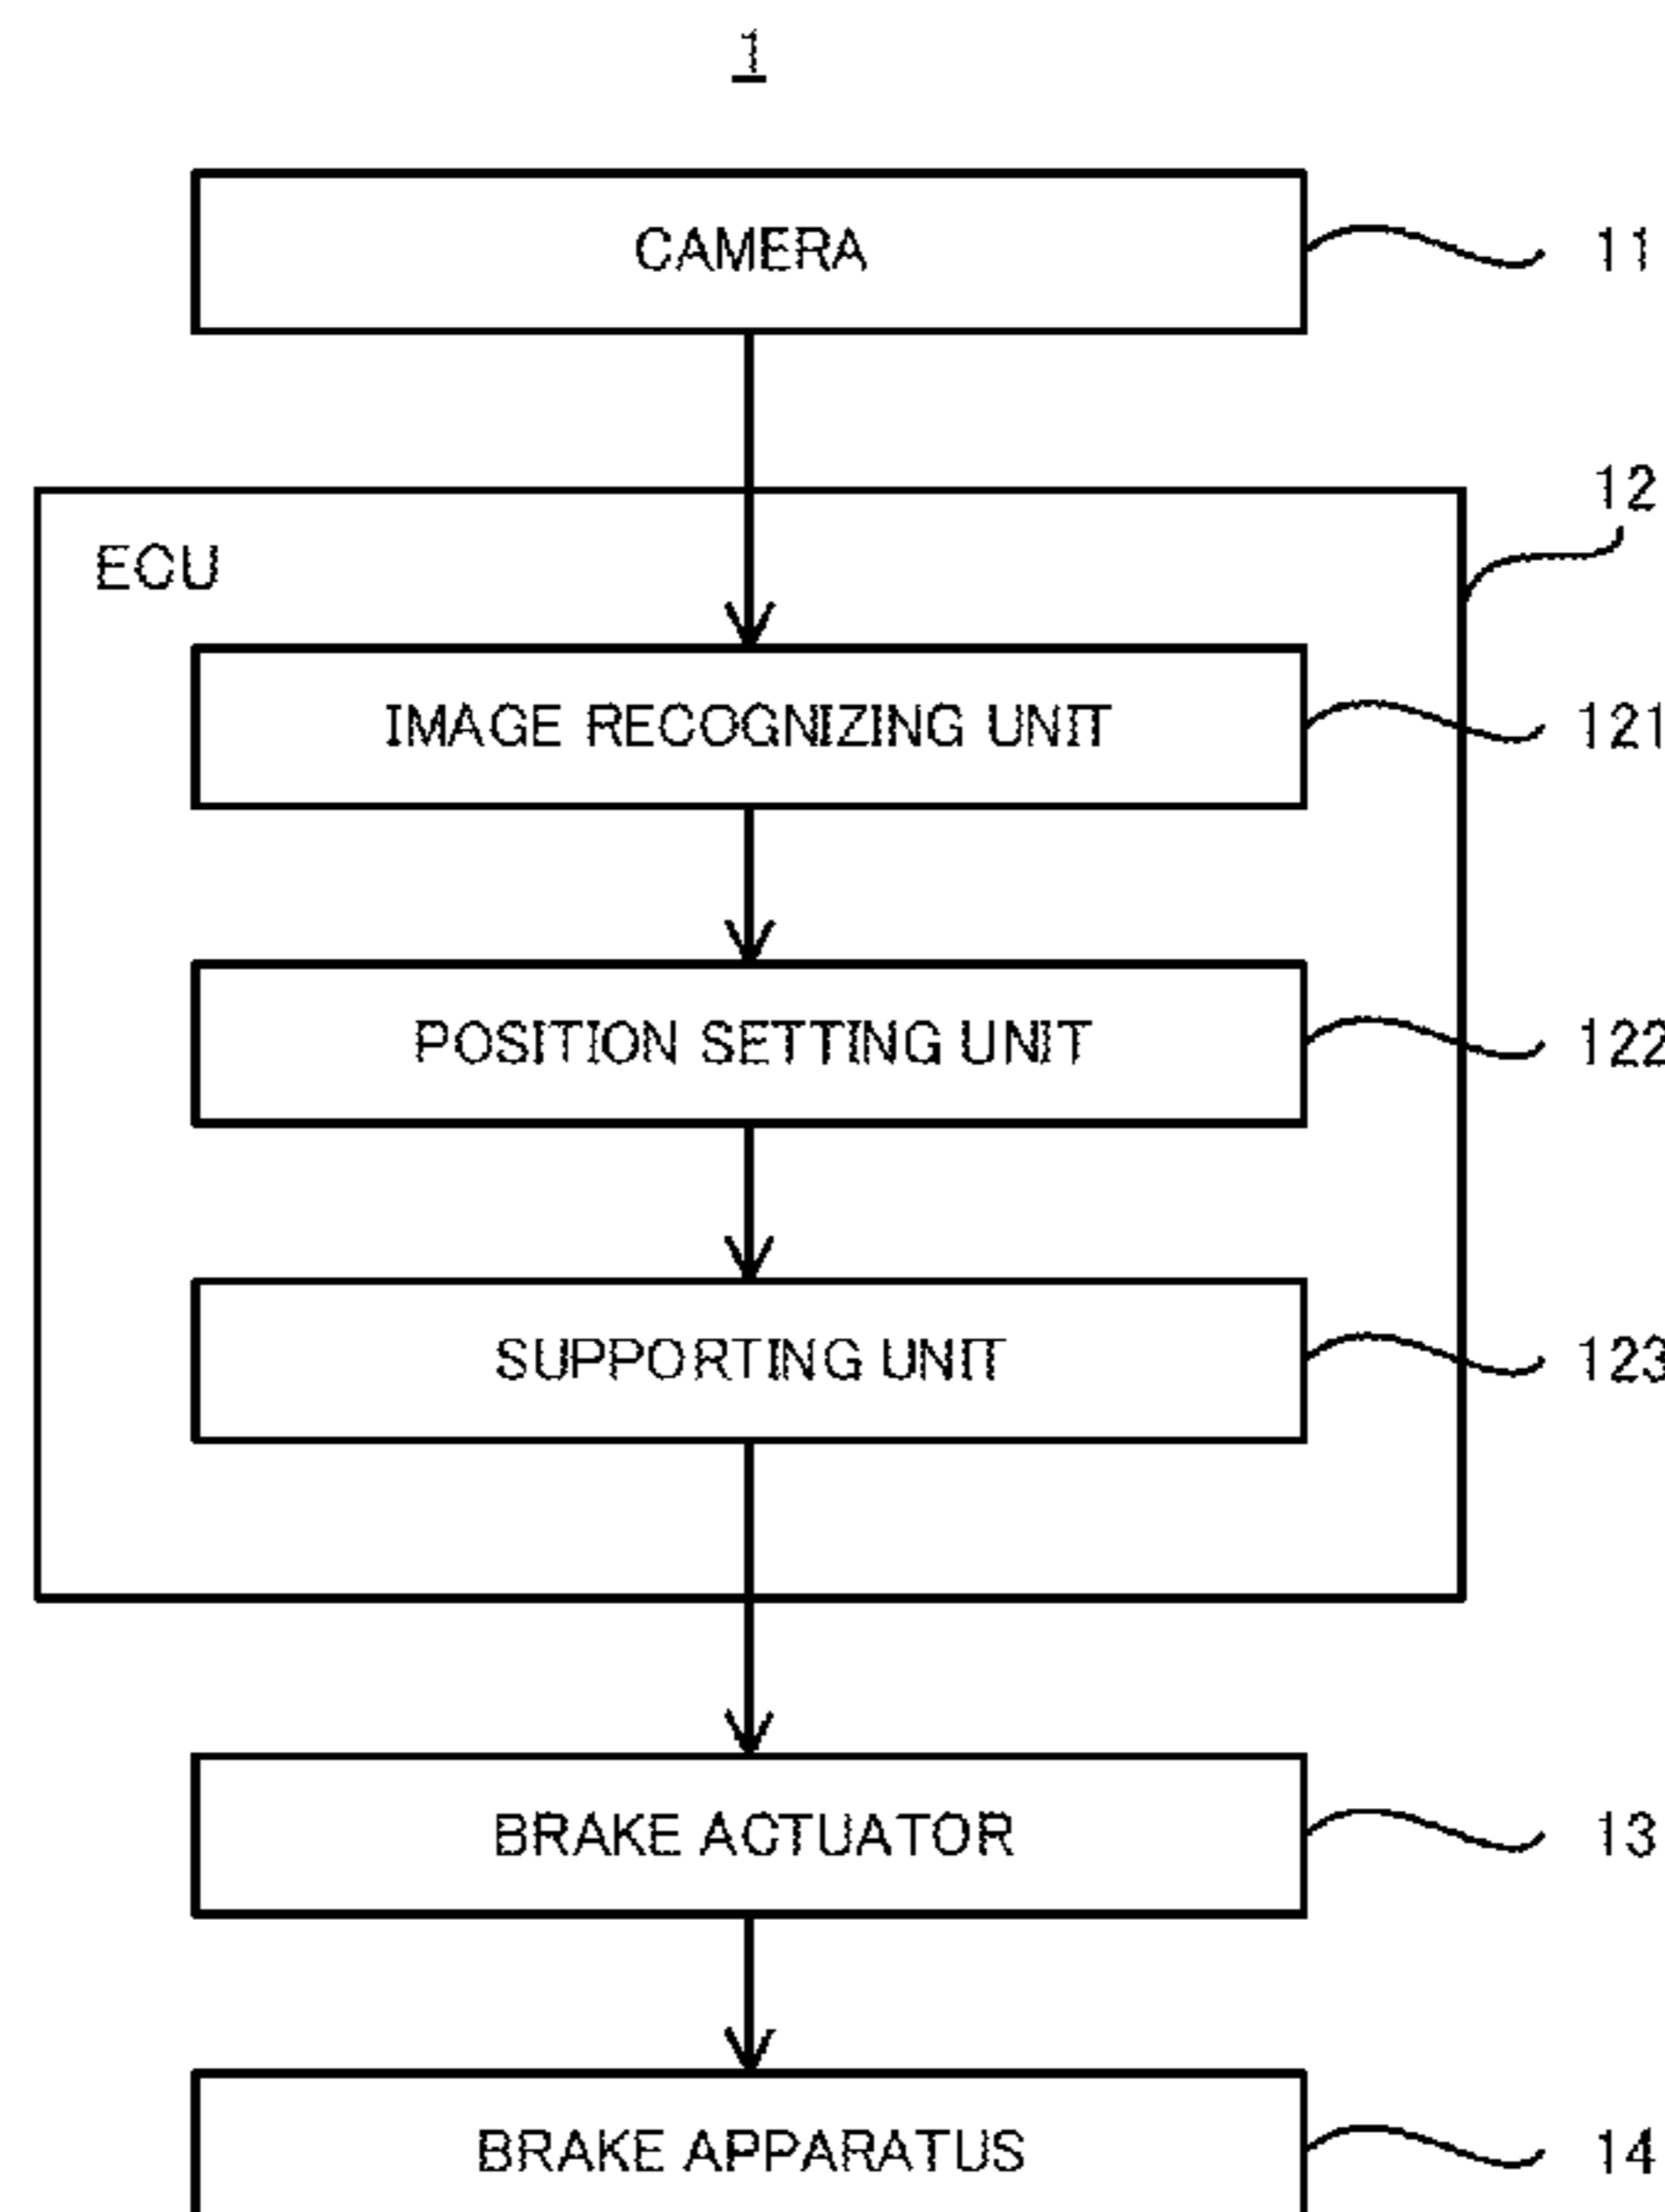 1
CAMERA 11
12
ECU
IMAGE RECOGNIZING UNIT 121
POSITION SETTING UNIT 122
SUPPORTING UNIT 123
BRAKE ACTUATOR 13
BRAKE APPARATUS 14